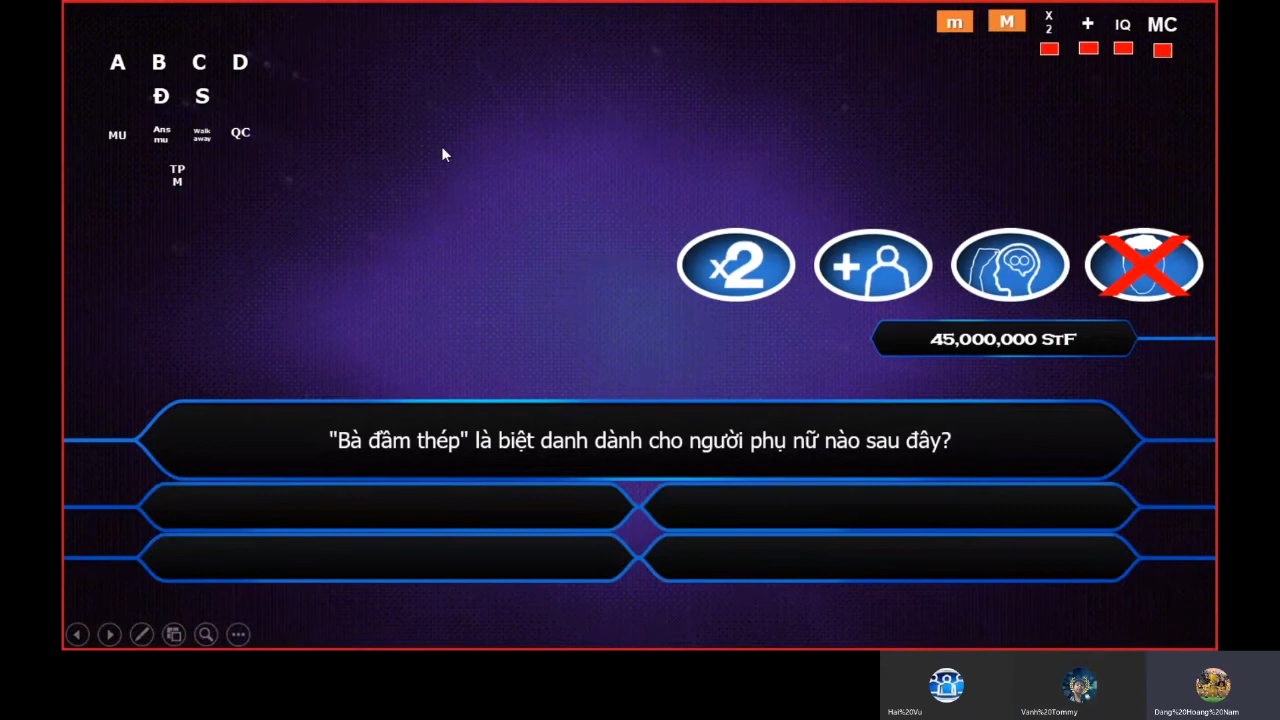 m M X 2 + IQ MC
A B C D
Đ S
MU Ans mu Walk away QC
TP M
x2 +
45,000,000 STF
"Bà đầm thép" là biệt danh dành cho người phụ nữ nào sau đây?
Hai%20Vu Vanh%20Tommy Dang%20Hoang%20Nam